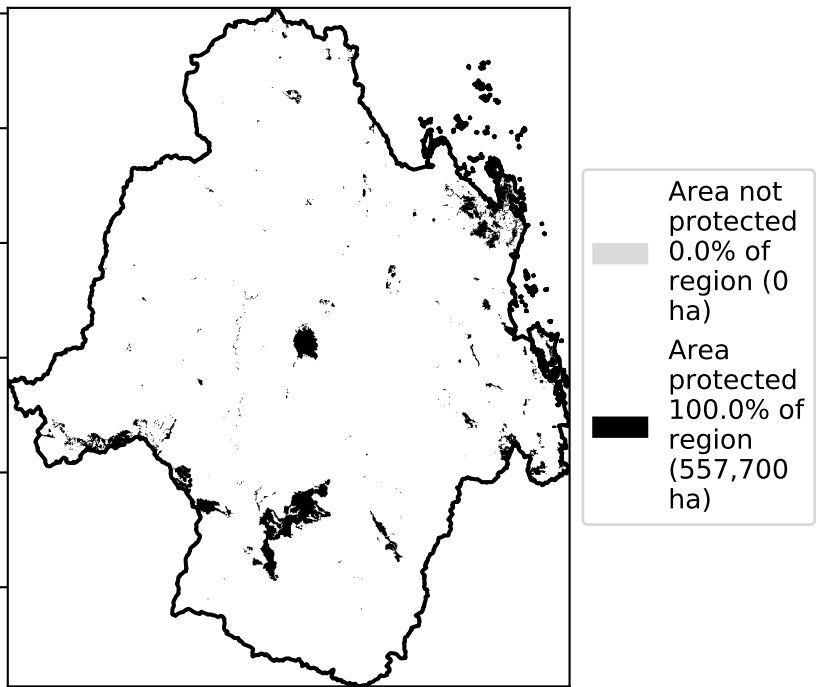 Area not
protected
0.0% of
region (0
ha)
Area
protected
100.0% of
region
(557,700
ha)